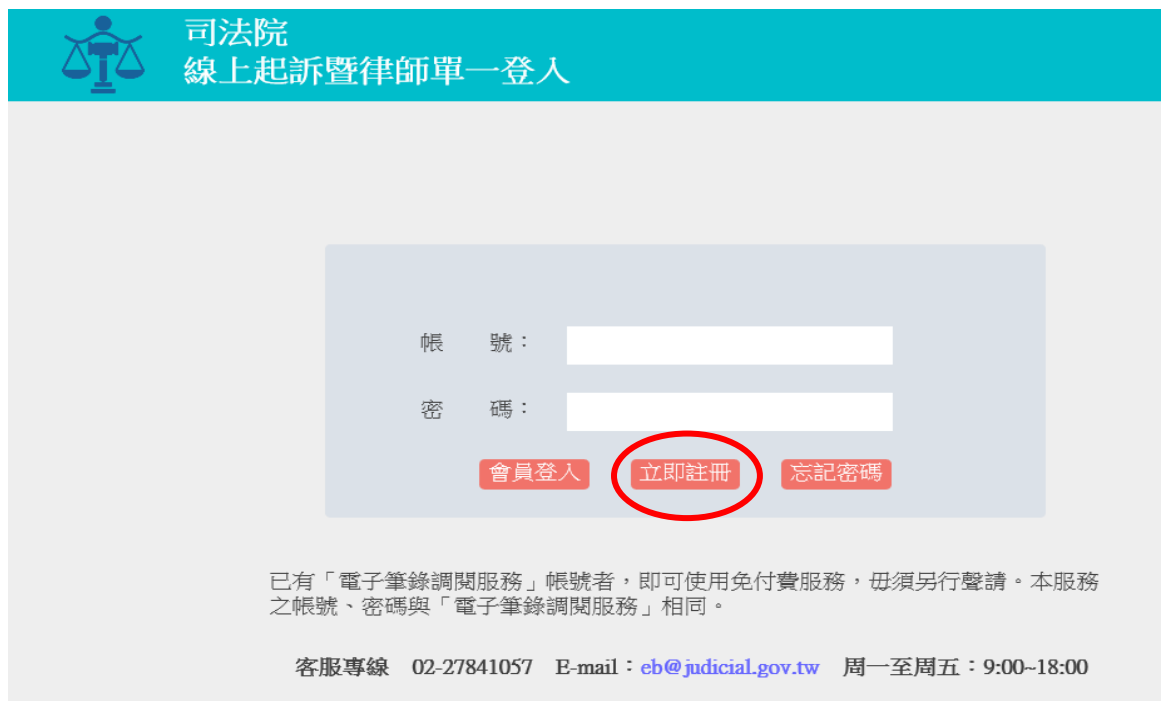 司法院
線上起訴暨律師單一登入
帳　　號：
密　　碼：
會員登入　立即註冊　忘記密碼
已有「電子筆錄調閱服務」帳號者，即可使用免付費服務，毋須另行聲請。本服務
之帳號、密碼與「電子筆錄調閱服務」相同。
客服專線　02-27841057　E-mail：eb@judicial.gov.tw　周一至周五：9:00~18:00